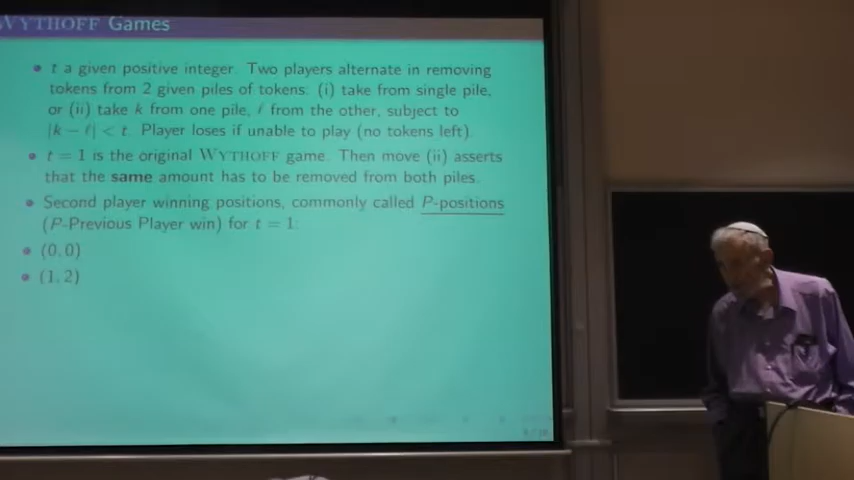 WYTHOFF Games
t a given positive integer. Two players alternate in removing
tokens from 2 given piles of tokens: (i) take from single pile,
or (ii) take k from one pile, ℓ from the other, subject to
|k − ℓ| < t. Player loses if unable to play (no tokens left).
t = 1 is the original WYTHOFF game. Then move (ii) asserts
that the same amount has to be removed from both piles.
Second player winning positions, commonly called P-positions
(P-Previous Player win) for t = 1:
(0,0)
(1,2)